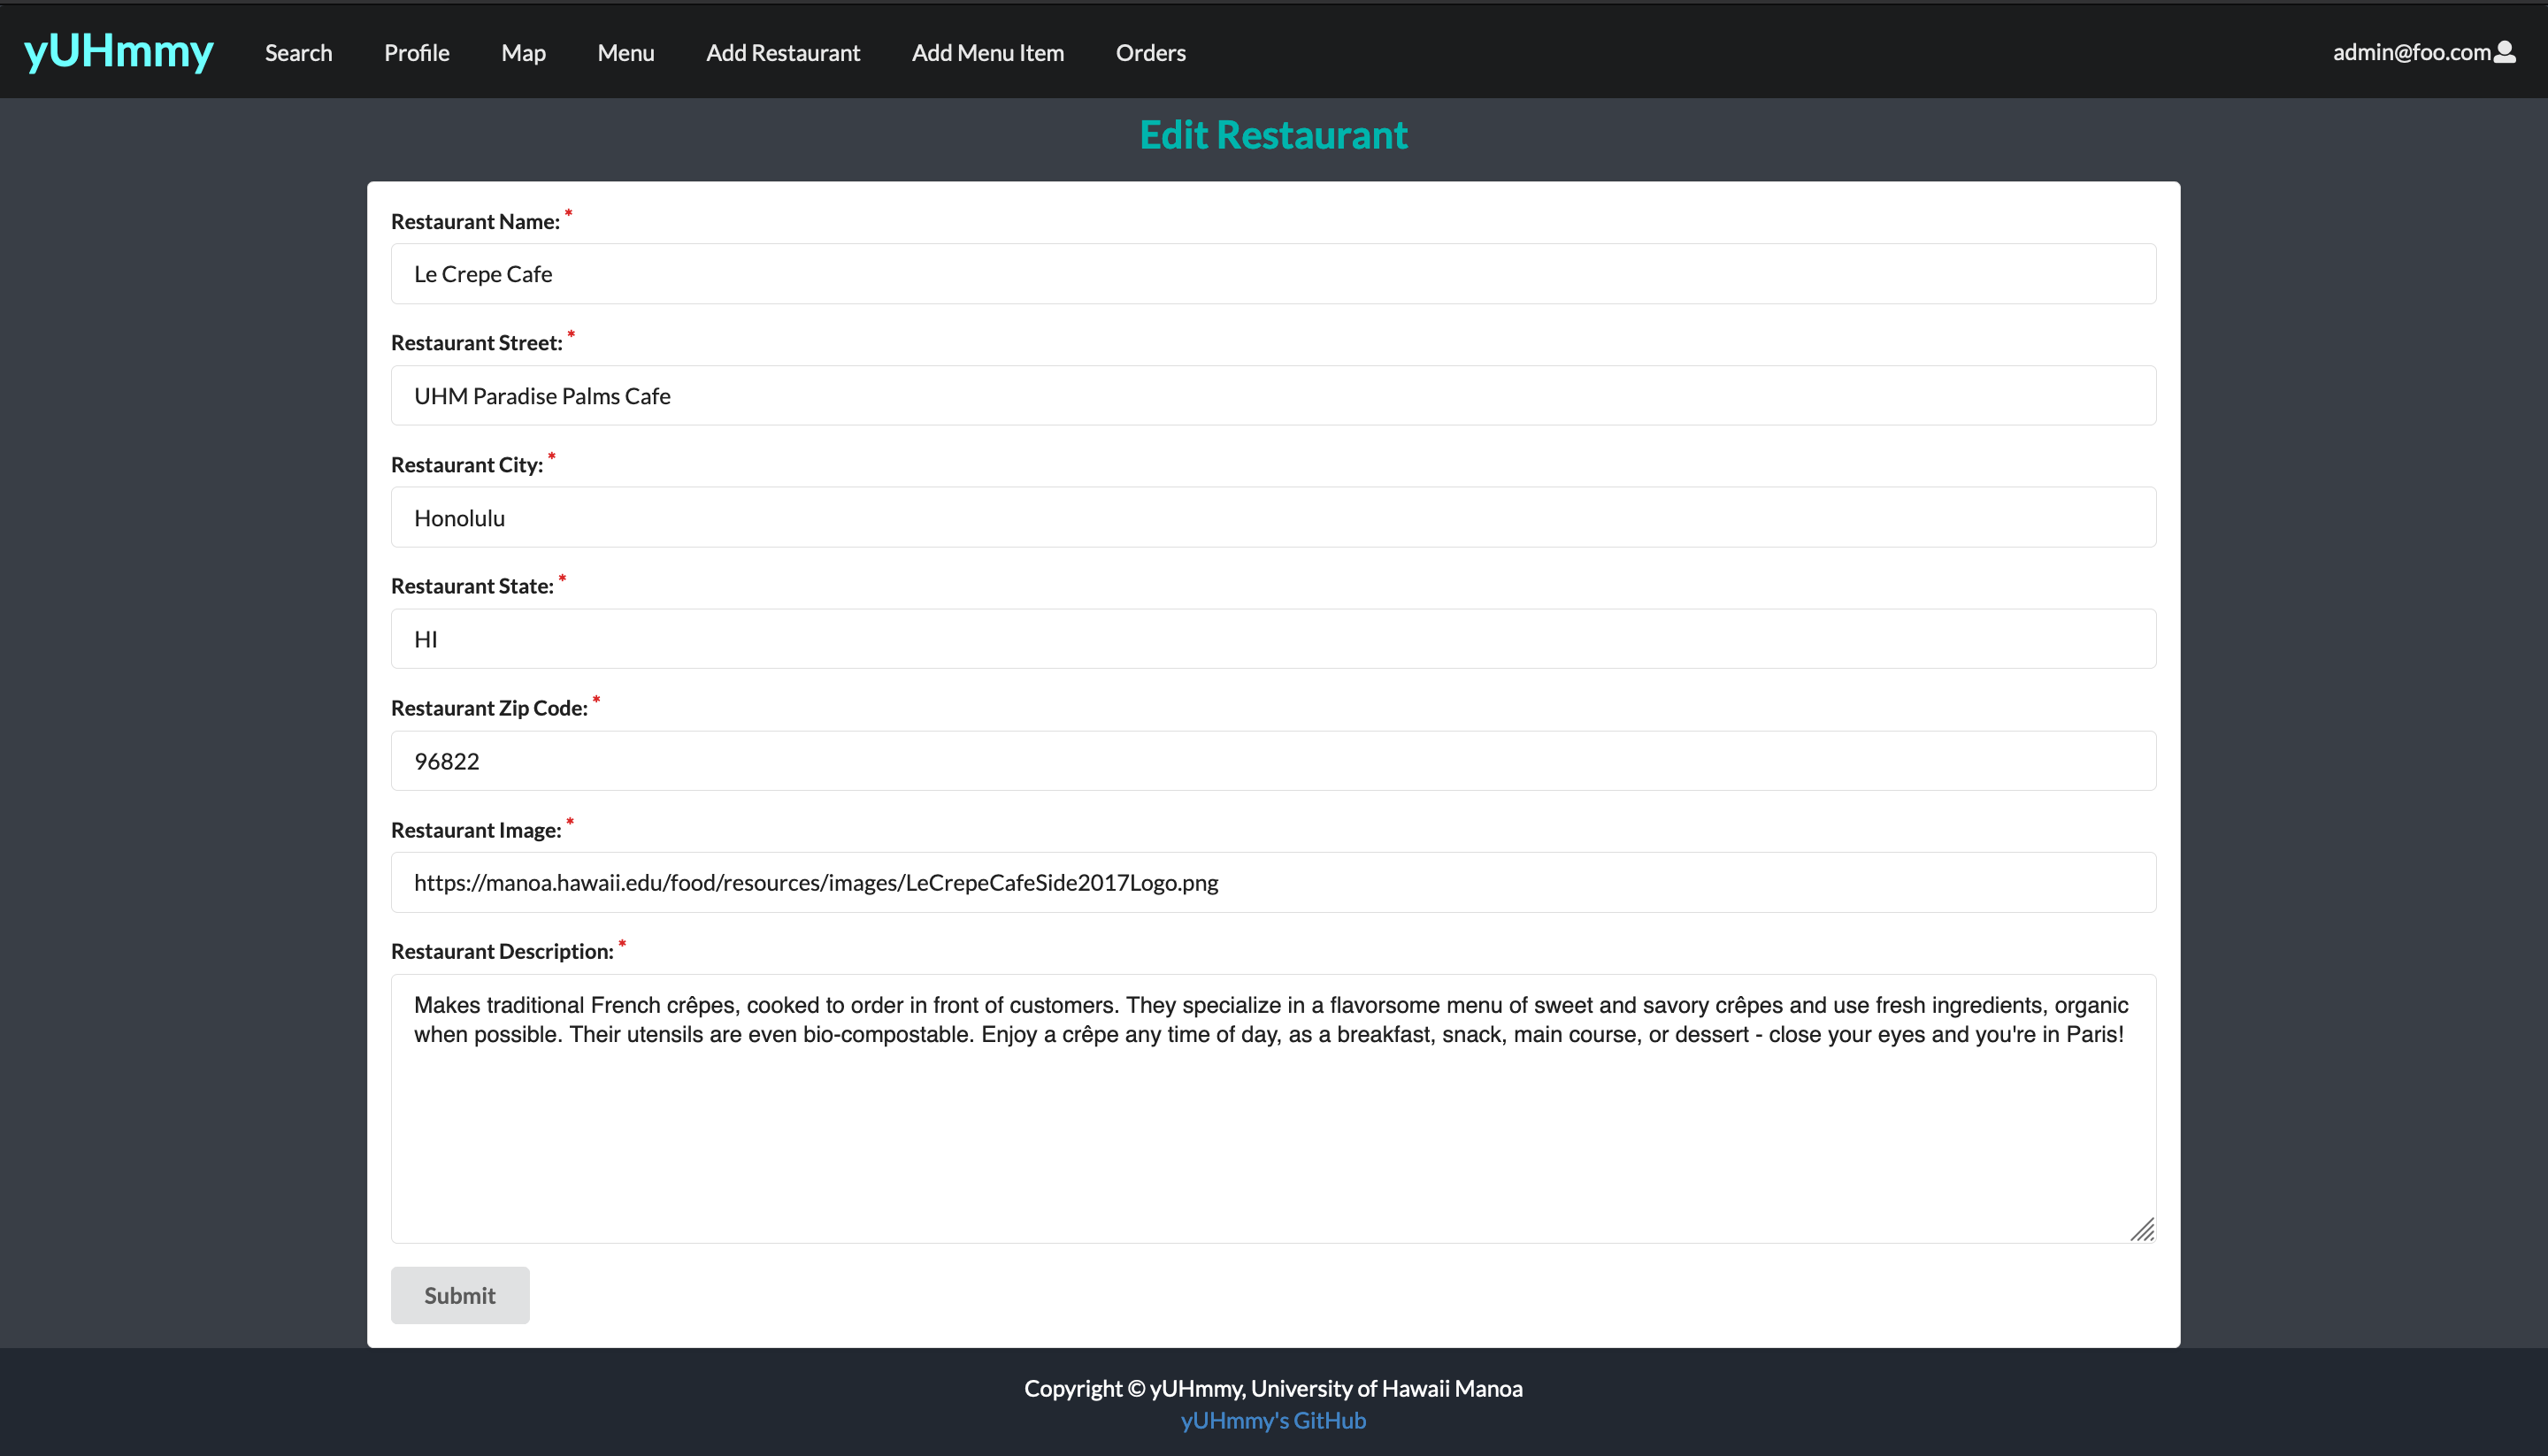 yUHmmy Search Profile Map Menu Add Restaurant Add Menu Item Orders admin@foo.com
Edit Restaurant
Restaurant Name: *
Le Crepe Cafe
Restaurant Street: *
UHM Paradise Palms Cafe
Restaurant City: *
Honolulu
Restaurant State: *
HI
Restaurant Zip Code: *
96822
Restaurant Image: *
https://manoa.hawaii.edu/food/resources/images/LeCrepeCafeSide2017Logo.png
Restaurant Description: *
Makes traditional French crêpes, cooked to order in front of customers. They specialize in a flavorsome menu of sweet and savory crêpes and use fresh ingredients, organic
when possible. Their utensils are even bio-compostable. Enjoy a crêpe any time of day, as a breakfast, snack, main course, or dessert - close your eyes and you're in Paris!
Submit
Copyright © yUHmmy, University of Hawaii Manoa
yUHmmy's GitHub